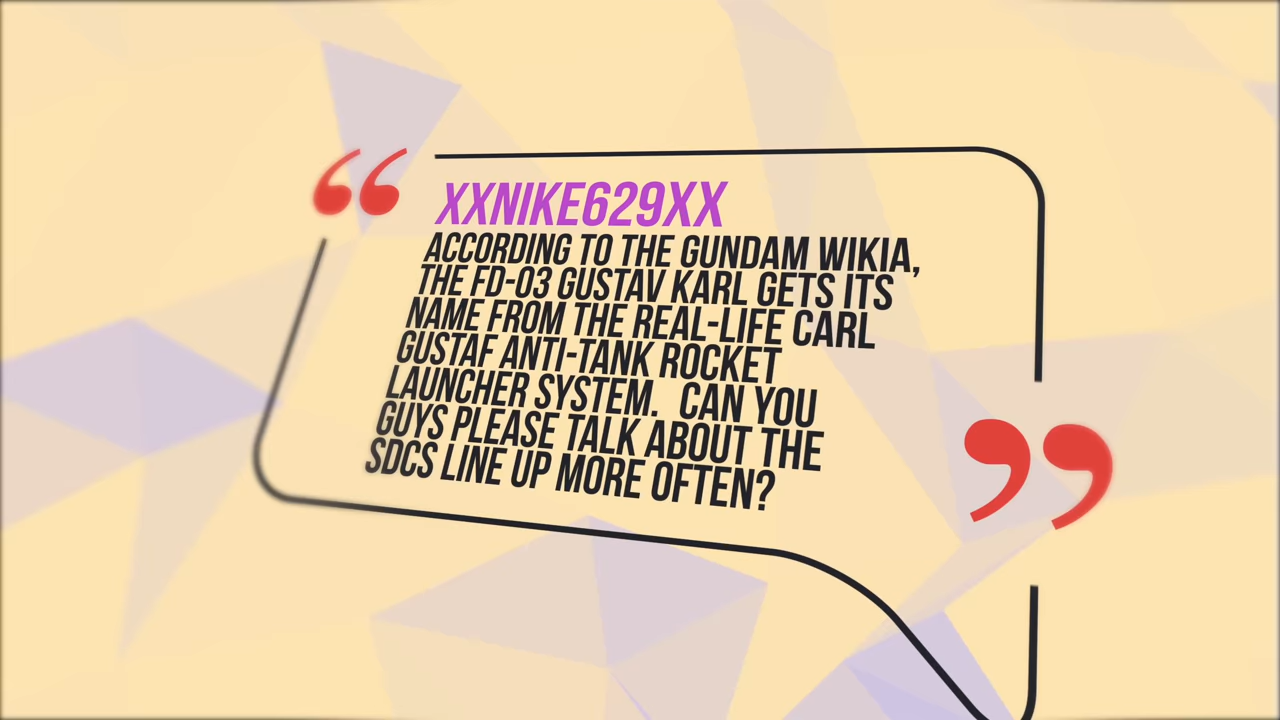 XXNIKE629XX
ACCORDING TO THE GUNDAM WIKIA,
THE FD-03 GUSTAV KARL GETS ITS
NAME FROM THE REAL-LIFE CARL
GUSTAF ANTI-TANK ROCKET
LAUNCHER SYSTEM. CAN YOU
GUYS PLEASE TALK ABOUT THE
SDCS LINE UP MORE OFTEN?